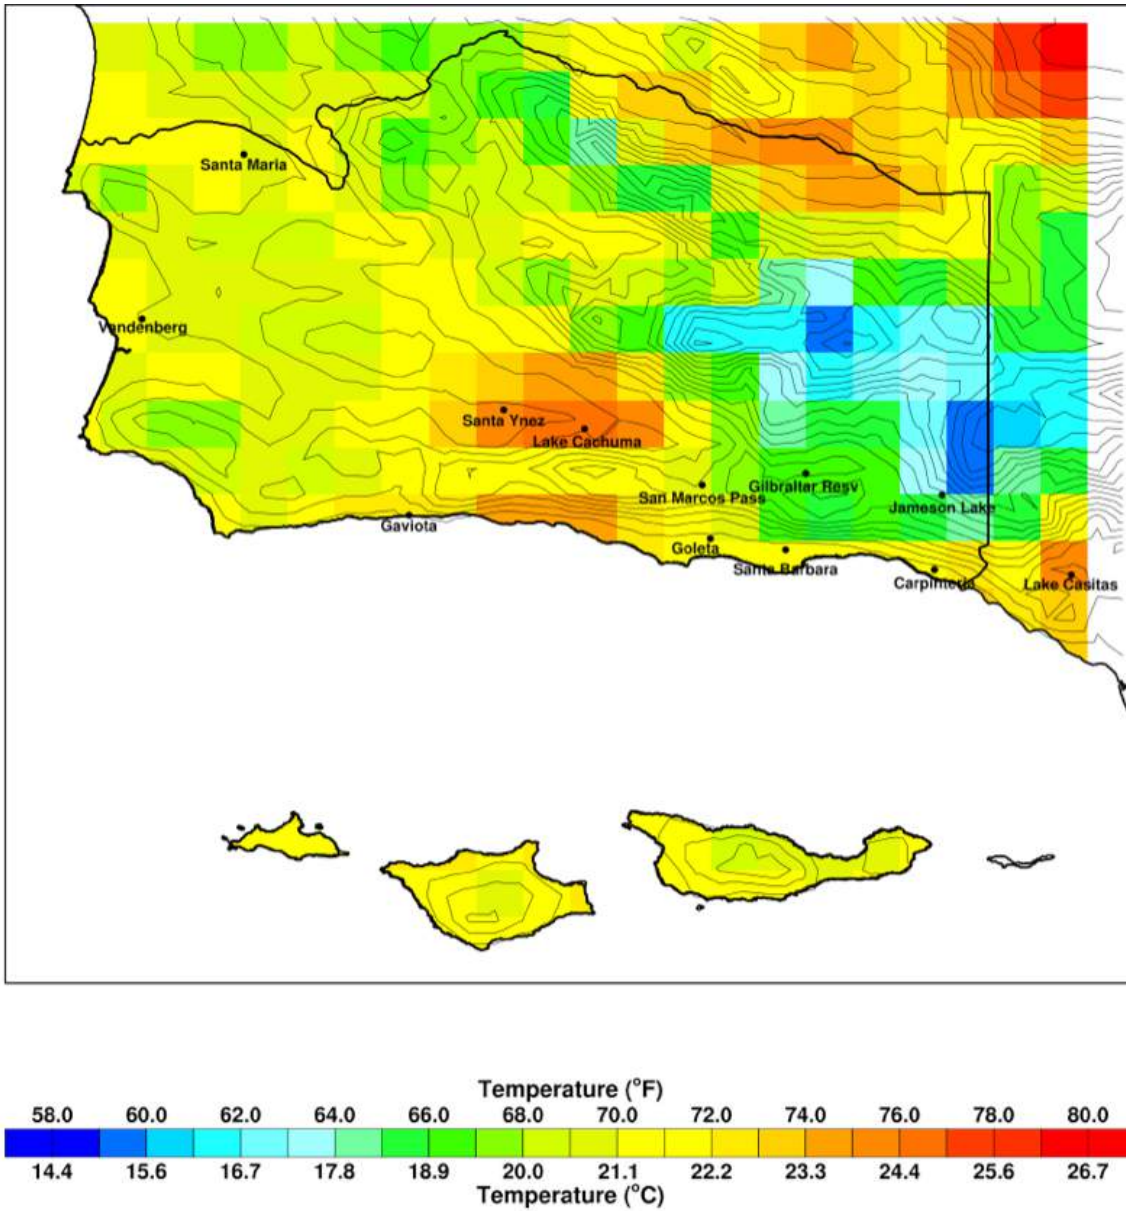 Santa Maria
Vandenberg
Santa Ynez
Lake Cachuma
San Marcos Pass
Gilbraltar Resv
Jameson Lake
Gaviota
Goleta
Santa Barbara
Carpinteria
Lake Casitas
Temperature (°F)
58.0 60.0 62.0 64.0 66.0 68.0 70.0 72.0 74.0 76.0 78.0 80.0
14.4 15.6 16.7 17.8 18.9 20.0 21.1 22.2 23.3 24.4 25.6 26.7
Temperature (°C)